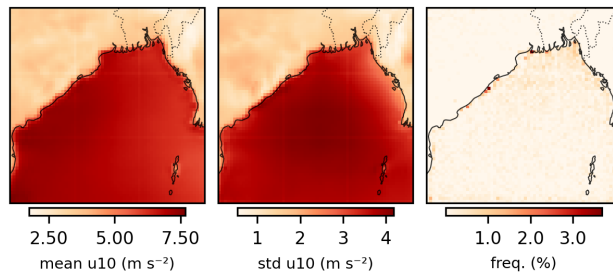 2.50 5.00 7.50 1 2 3 4 1.0 2.0 3.0
mean u10 (m s⁻²) std u10 (m s⁻²) freq. (%)